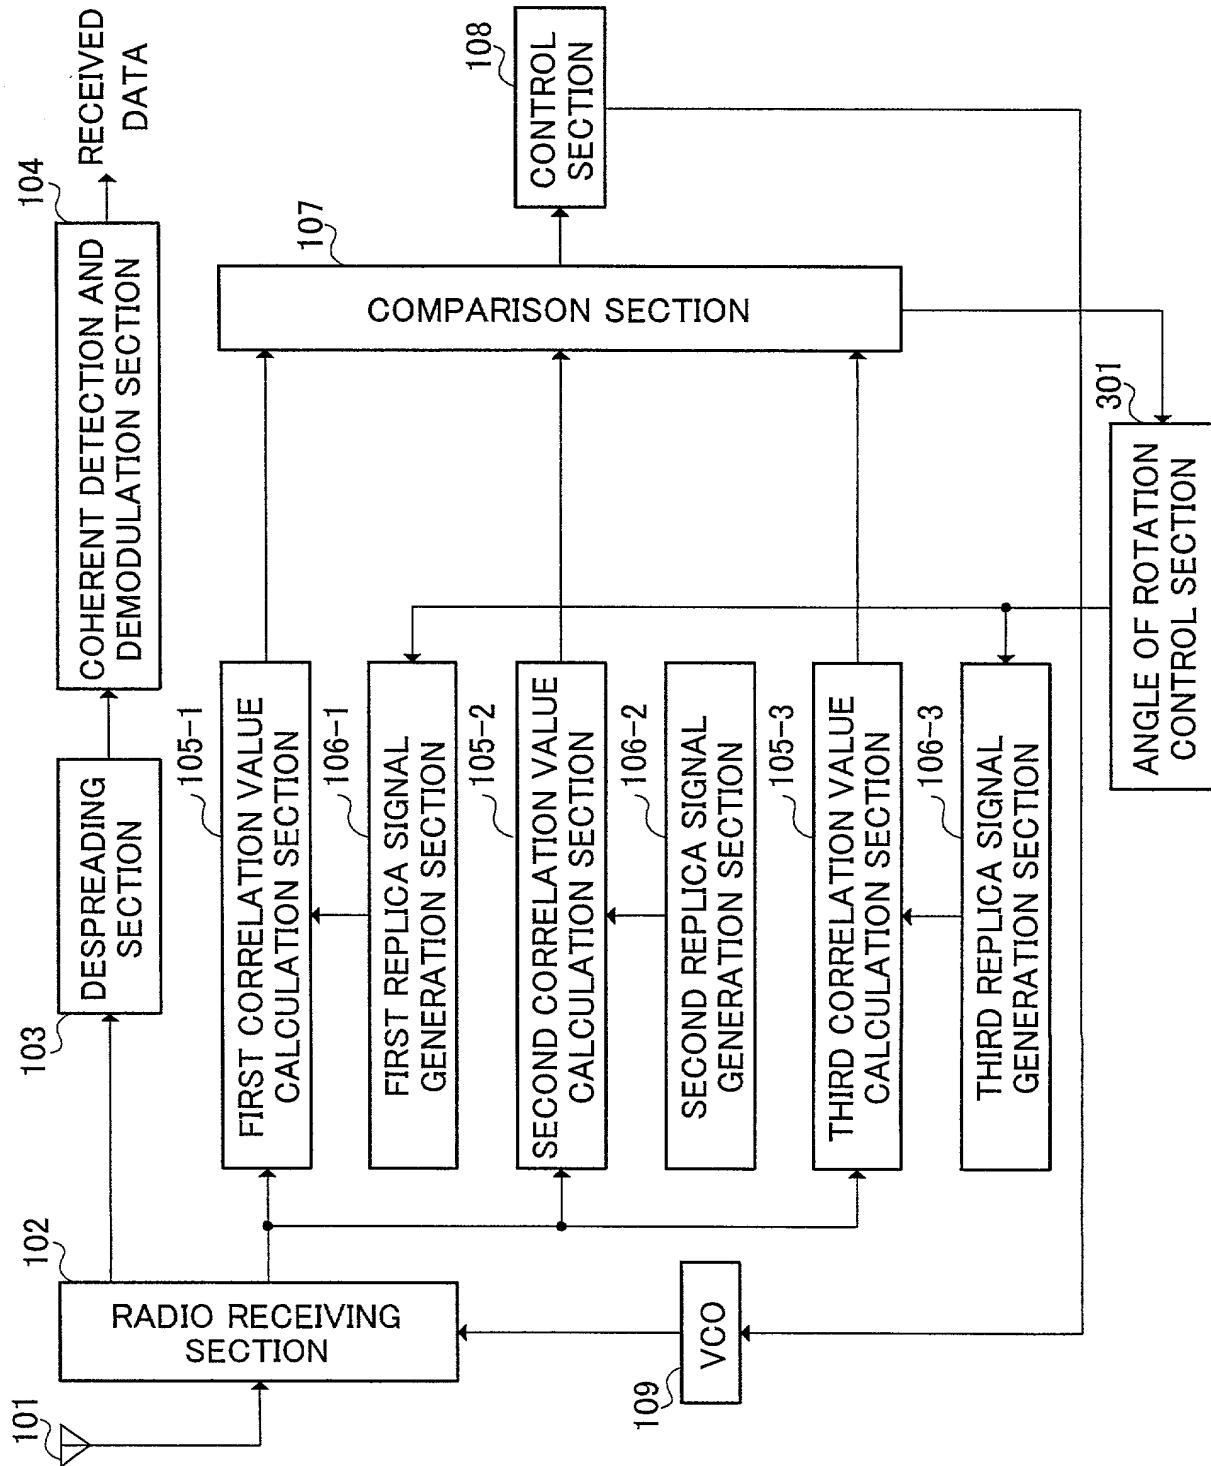 101
102
RADIO RECEIVING
SECTION
103
DESPREADING
SECTION
104
COHERENT DETECTION AND
DEMODULATION SECTION
RECEIVED
DATA
105-1
FIRST CORRELATION VALUE
CALCULATION SECTION
106-1
FIRST REPLICA SIGNAL
GENERATION SECTION
105-2
SECOND CORRELATION VALUE
CALCULATION SECTION
106-2
SECOND REPLICA SIGNAL
GENERATION SECTION
105-3
THIRD CORRELATION VALUE
CALCULATION SECTION
106-3
THIRD REPLICA SIGNAL
GENERATION SECTION
107
COMPARISON SECTION
108
CONTROL
SECTION
109
VCO
301
ANGLE OF ROTATION
CONTROL SECTION